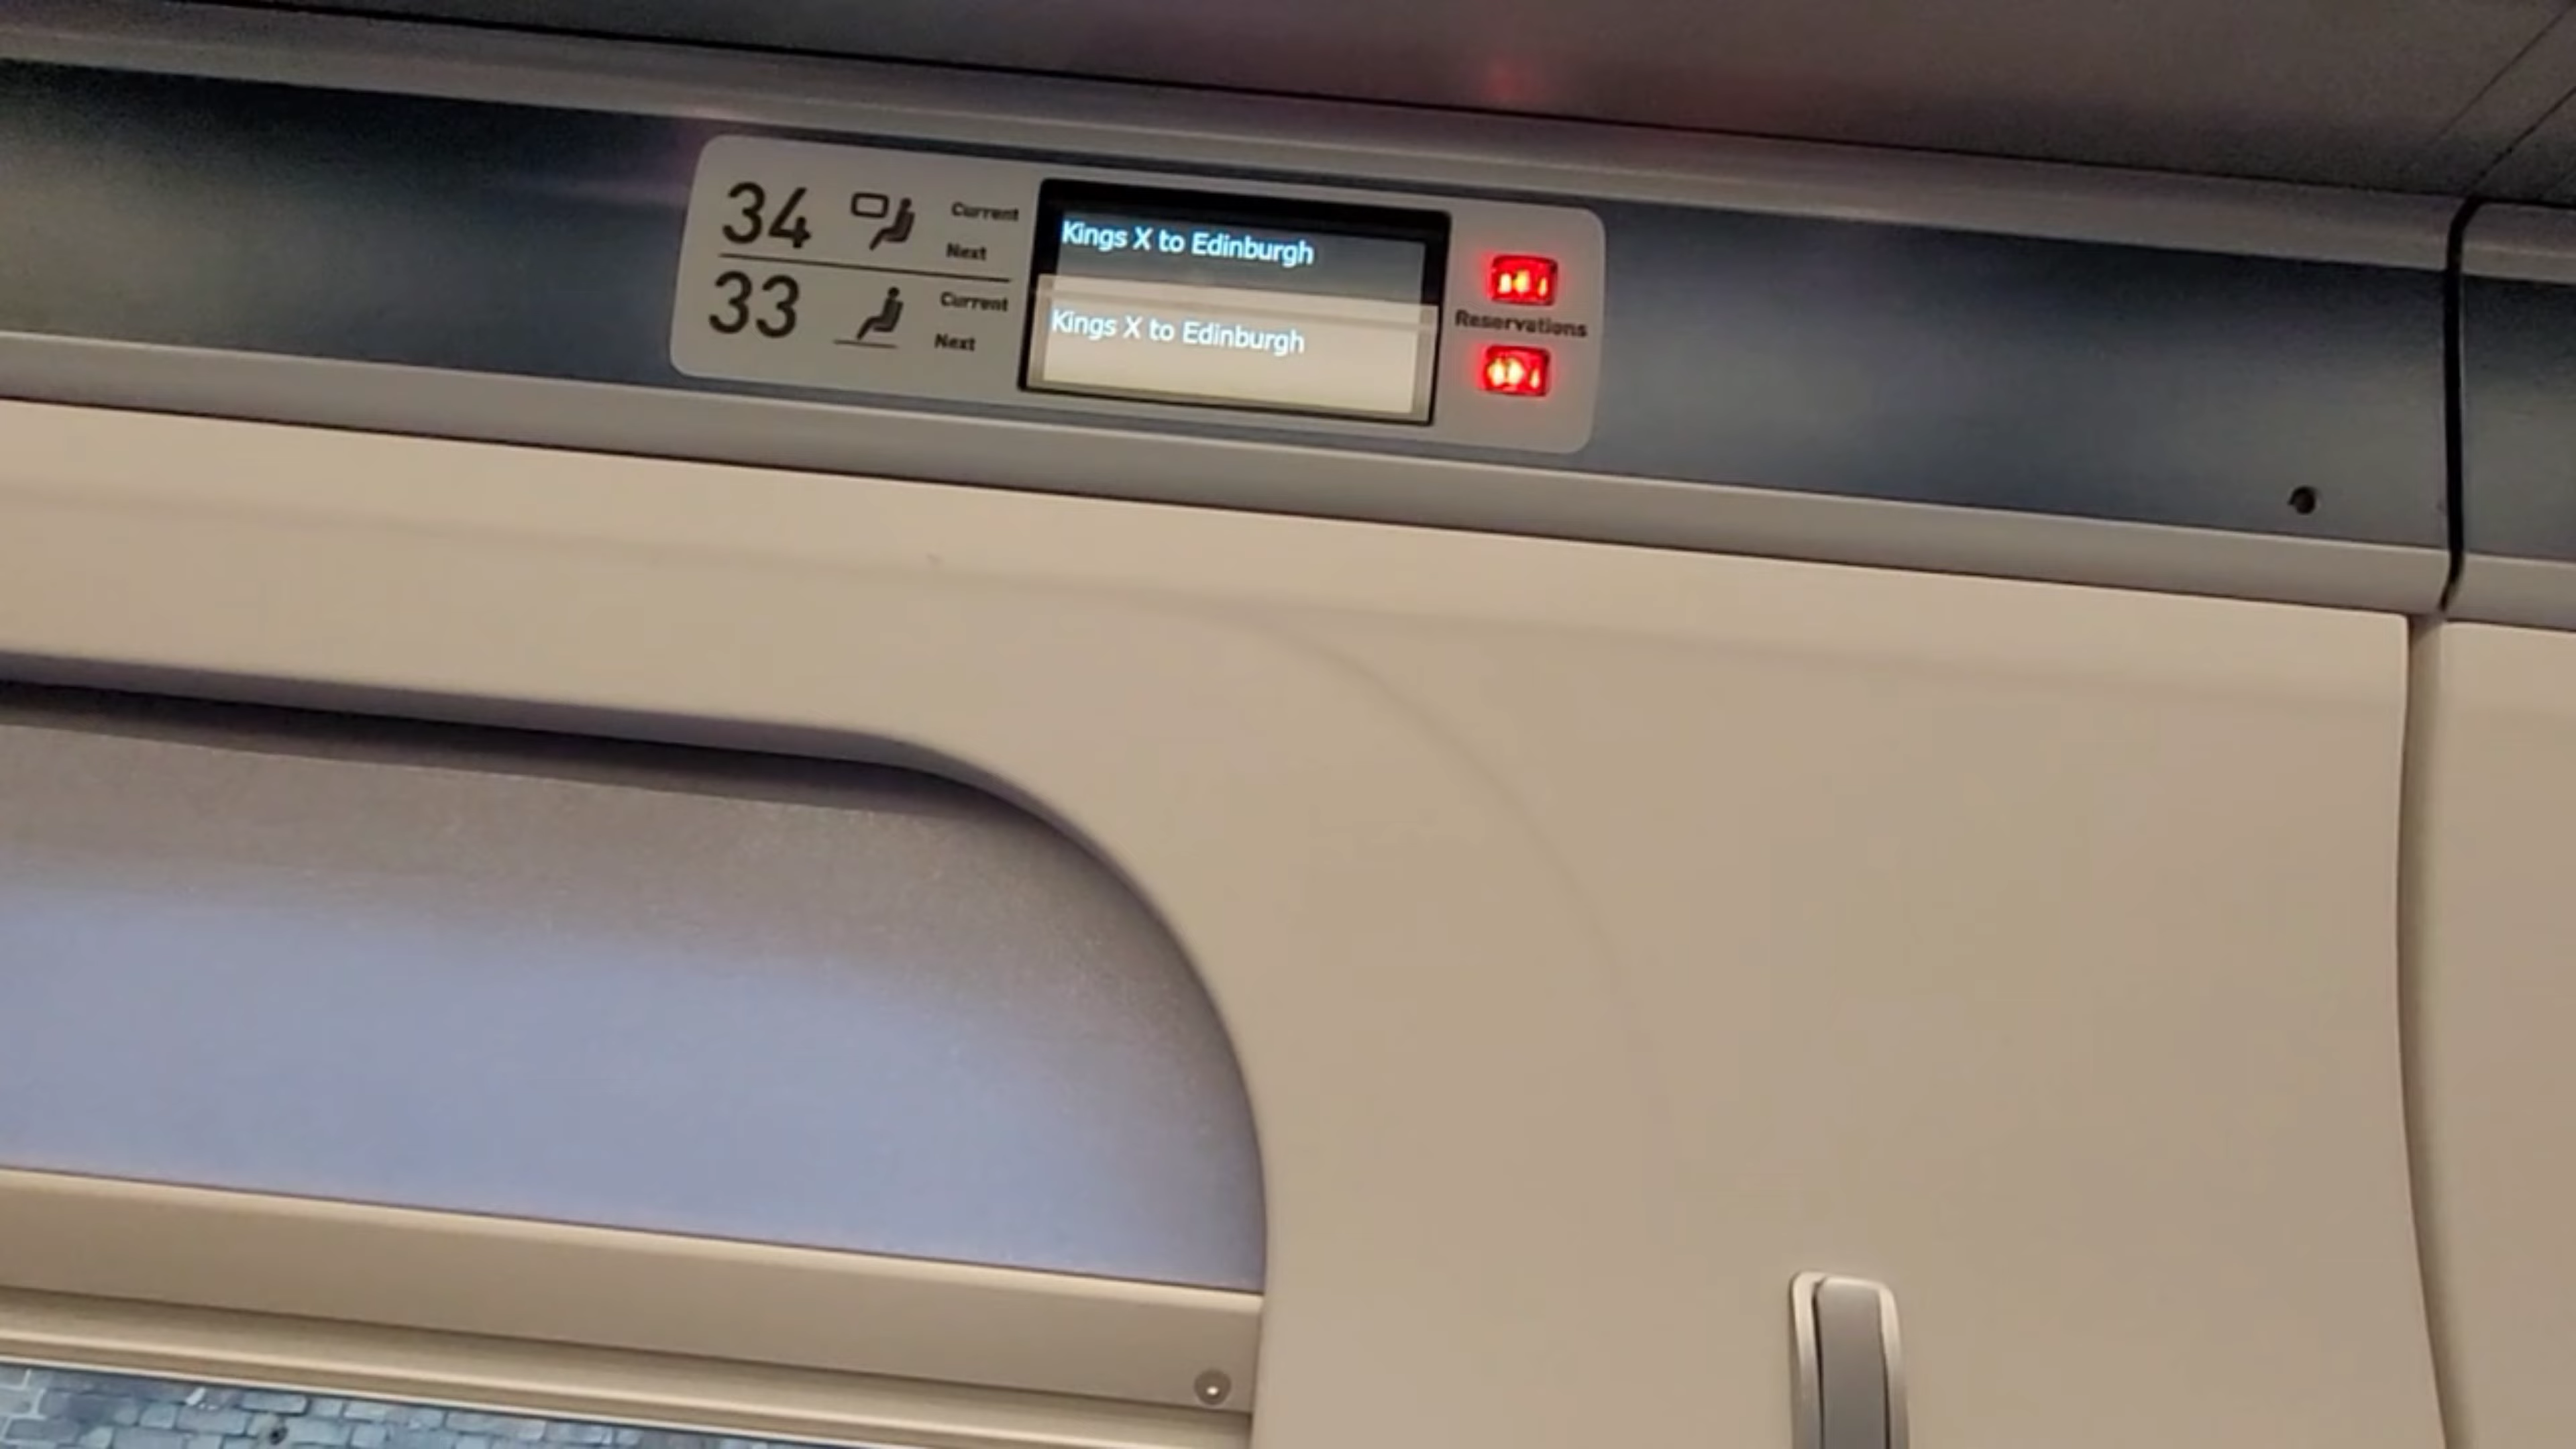 34 Current Kings X to Edinburgh
Next
Reservations
33 Current Kings X to Edinburgh
Next